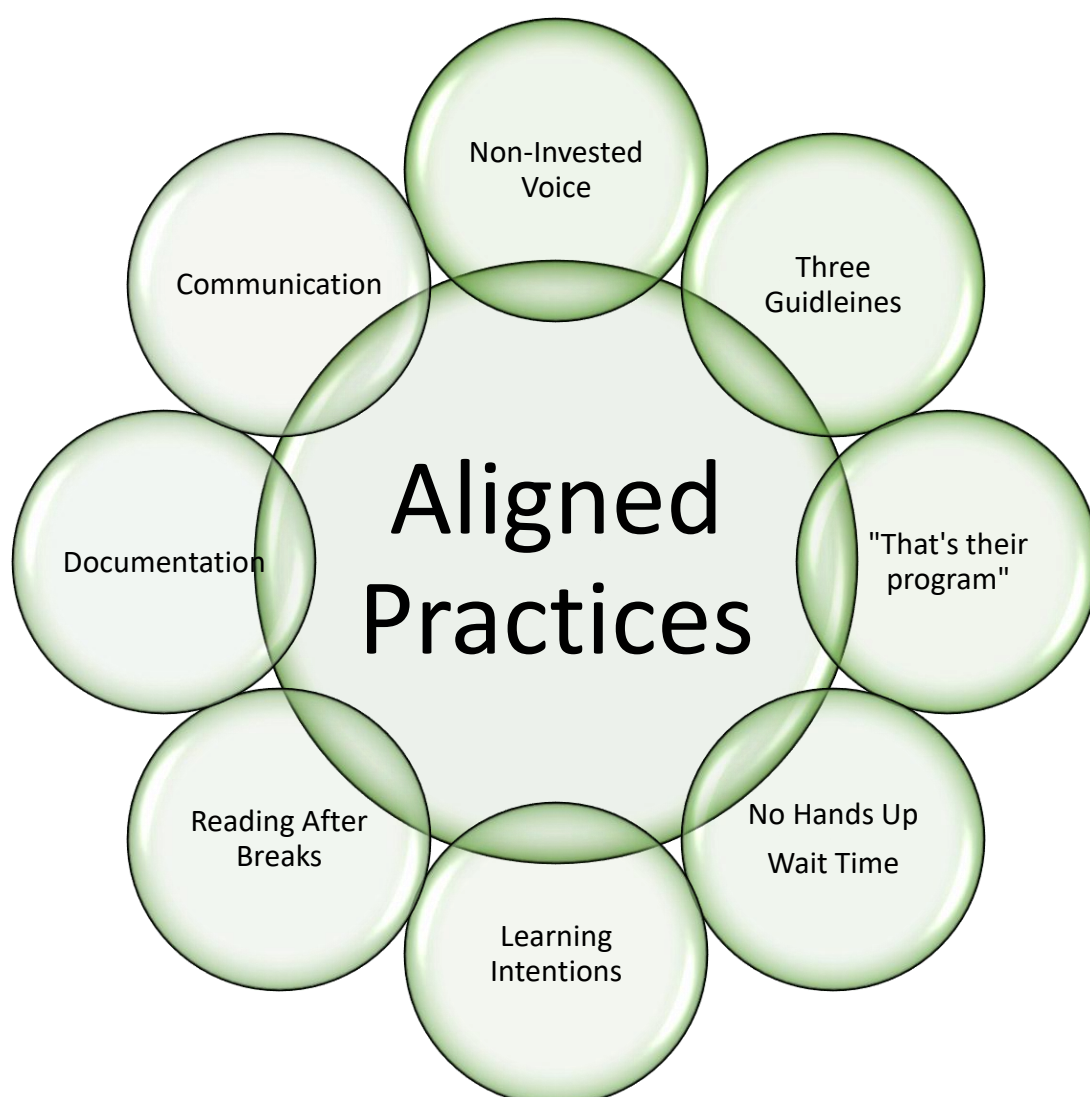 Non-Invested
Voice
Three
Guidleines
"That's their
program"
No Hands Up
Wait Time
Learning
Intentions
Reading After
Breaks
Documentation
Communication
Aligned
Practices